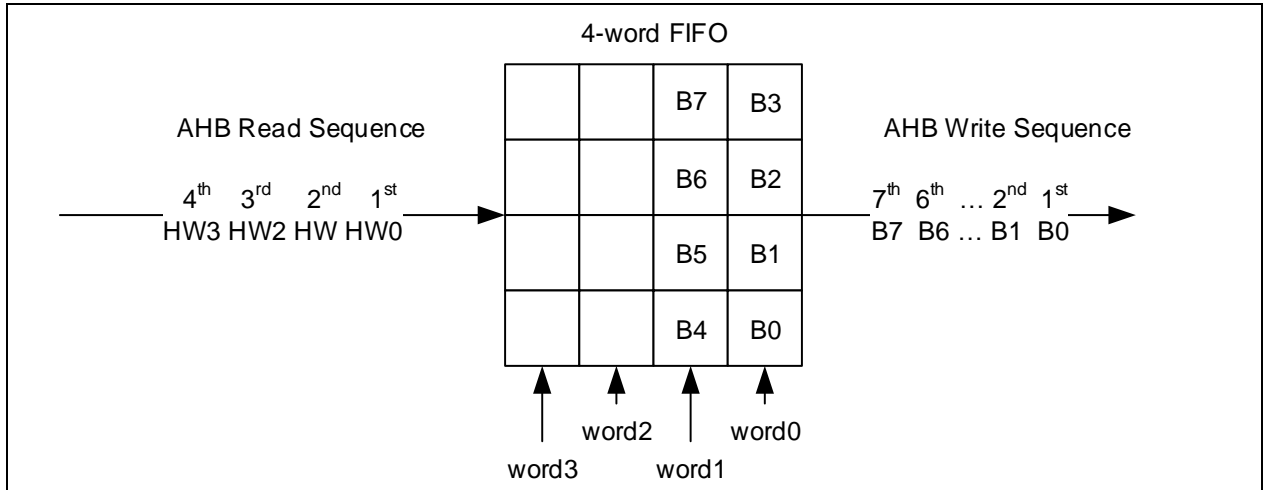 4-word FIFO
B7 B3
AHB Read Sequence
AHB Write Sequence
B6 B2
4th 3rd 2nd 1st
7th 6th ... 2nd 1st
HW3 HW2 HW HW0
B7 B6 ... B1 B0
B5 B1
B4 B0
word2 word0
word3 word1